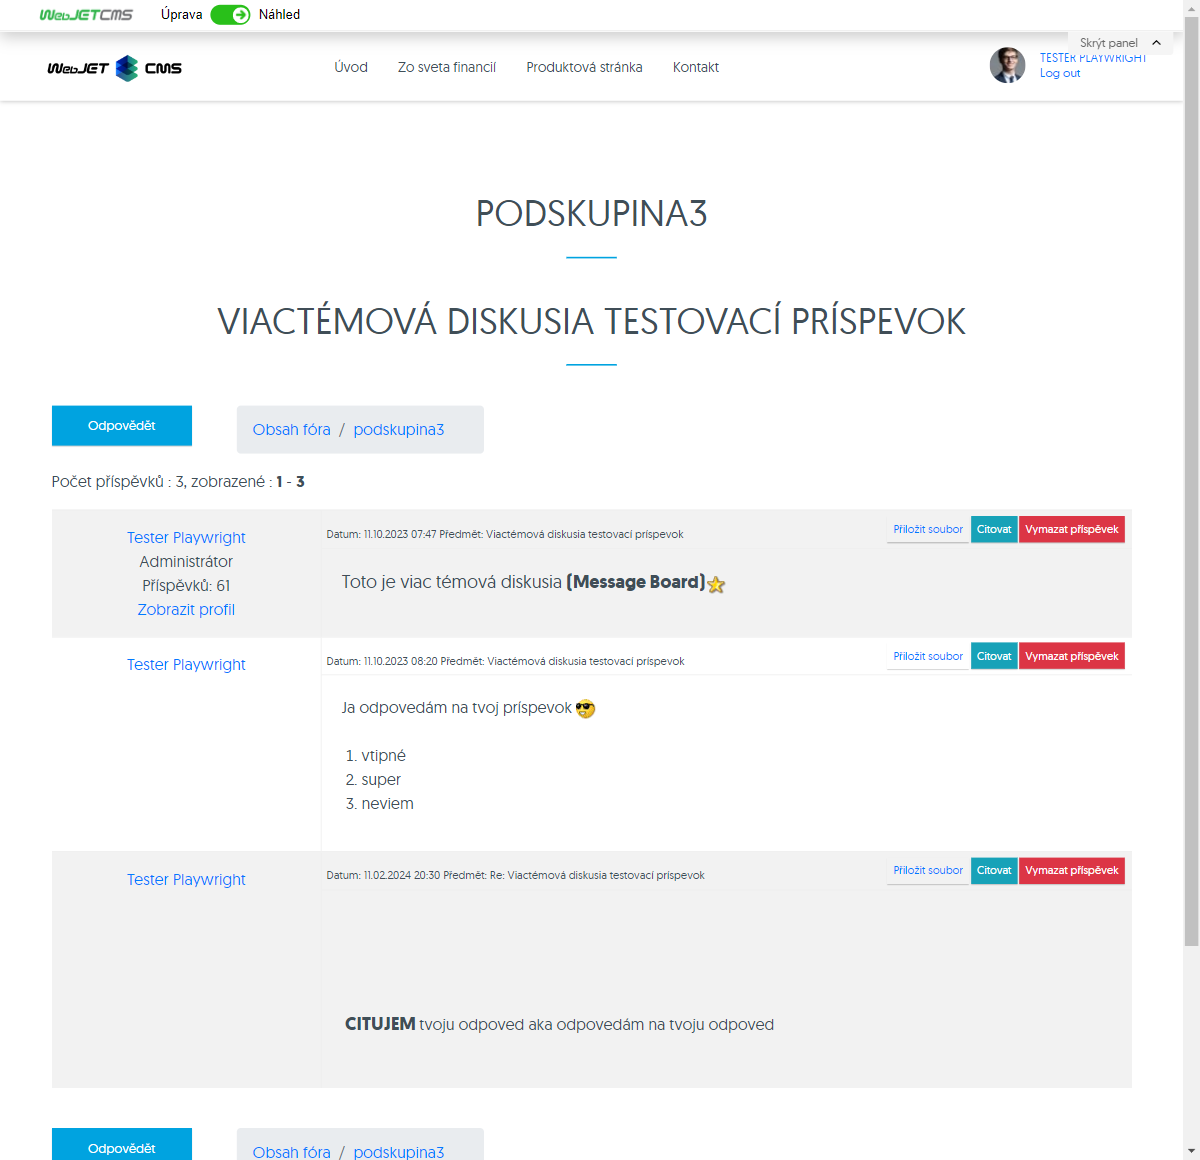 WebJETCMS Úprava Náhled
Skrýt panel
WebJET CMS Úvod Zo sveta financií Produktová stránka Kontakt TESTER PLAYWRIGHT
Log out
PODSKUPINA3
VIACTÉMOVÁ DISKUSIA TESTOVACÍ PRÍSPEVOK
Odpovědět Obsah fóra / podskupina3
Počet příspěvků : 3, zobrazené : 1 - 3
Tester Playwright
Administrátor
Příspěvků: 61
Zobrazit profil
Datum: 11.10.2023 07:47 Předmět: Viactémová diskusia testovací príspevok Přiložit soubor Citovat Vymazat příspěvek
Toto je viac témová diskusia (Message Board)
Tester Playwright
Datum: 11.10.2023 08:20 Předmět: Viactémová diskusia testovací príspevok Přiložit soubor Citovat Vymazat příspěvek
Ja odpovedám na tvoj príspevok
1. vtipné
2. super
3. neviem
Tester Playwright
Datum: 11.02.2024 20:30 Předmět: Re: Viactémová diskusia testovací príspevok Přiložit soubor Citovat Vymazat příspěvek
CITUJEM tvoju odpoved aka odpovedám na tvoju odpoved
Odpovědět Obsah fóra / podskupina3